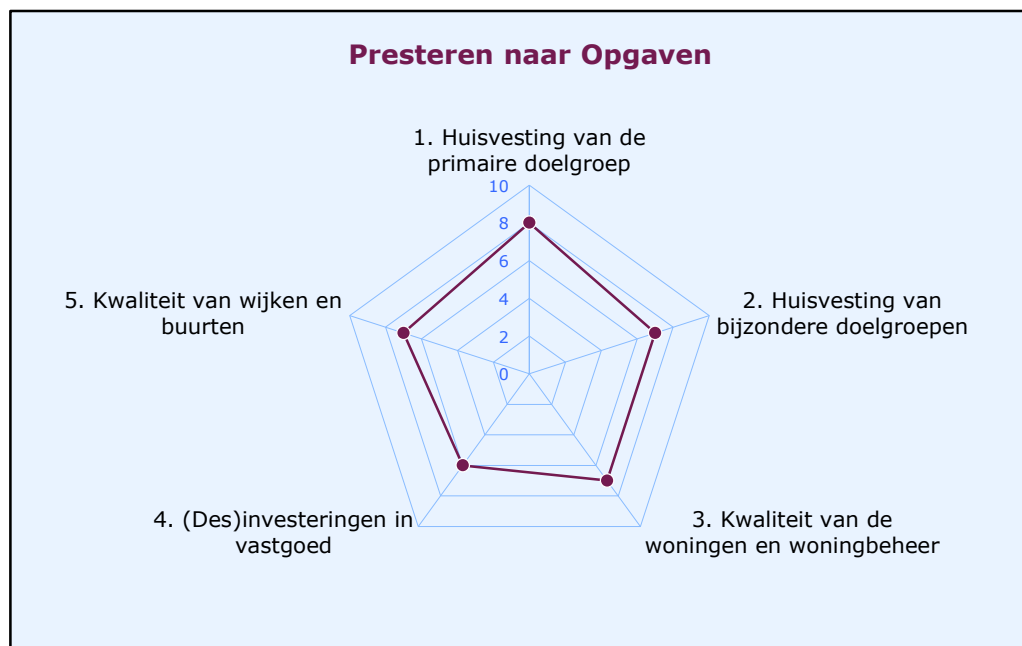 Presteren naar Opgaven
1. Huisvesting van de
primaire doelgroep
10
8
6
4
2
0
2. Huisvesting van
bijzondere doelgroepen
3. Kwaliteit van de
woningen en woningbeheer
4. (Des)investeringen in
vastgoed
5. Kwaliteit van wijken en
buurten